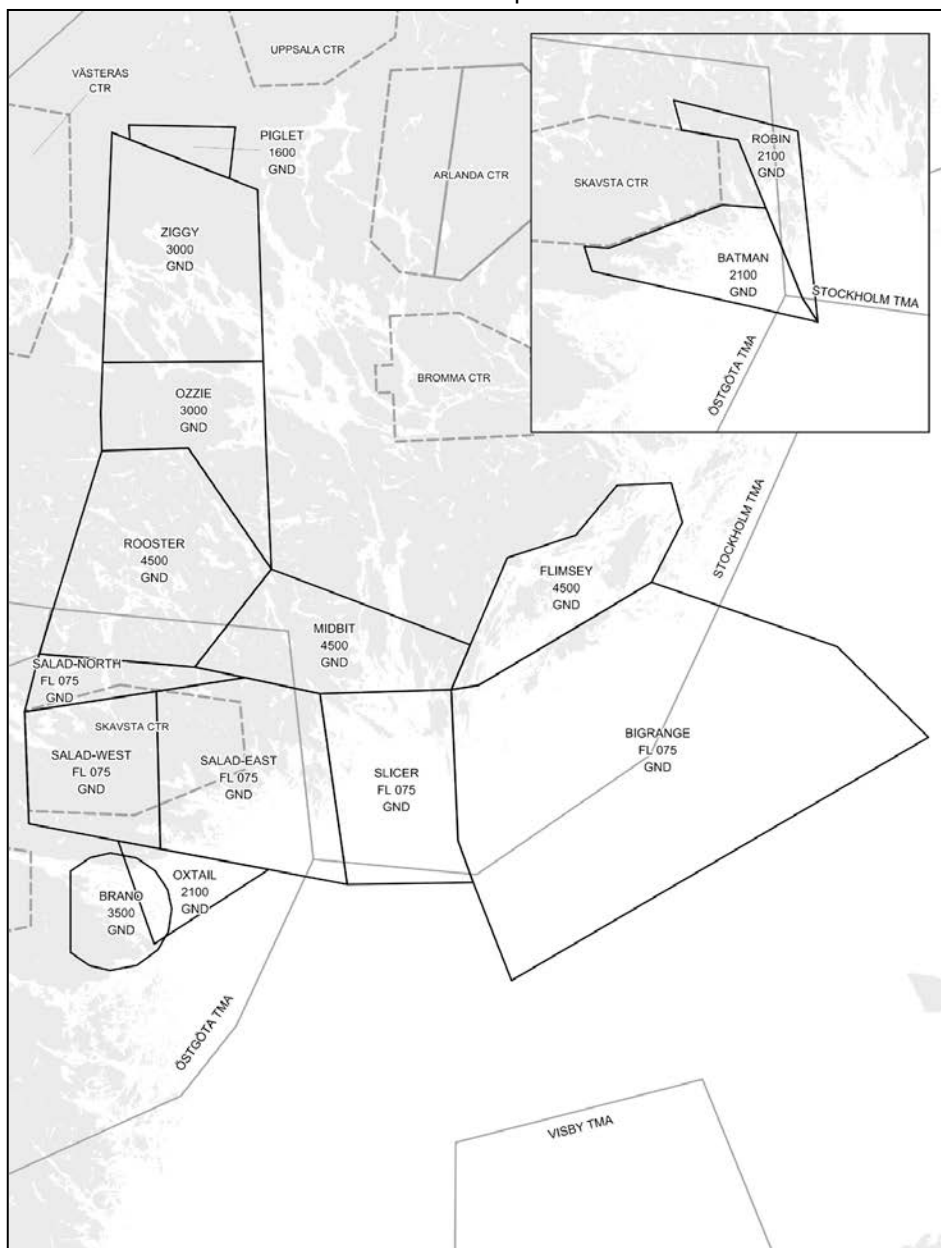 UPPSALA CTR
VÄSTERÅS
CTR
PIGLET
1600
GND
ARLANDA CTR
ZIGGY
3000
GND
ROBIN
2100
GND
SKAVSTA CTR
BATMAN
2100
GND
STOCKHOLM TMA
ÖSTGÖTA TMA
BROMMA CTR
OZZIE
3000
GND
STOCKHOLM TMA
ROOSTER
4500
GND
FLIMSEY
4500
GND
MIDBIT
4500
GND
SALAD-NORTH
FL 075
GND
SKAVSTA CTR
SALAD-WEST
FL 075
GND
SALAD-EAST
FL 075
GND
SLICER
FL 075
GND
BIGRANGE
FL 075
GND
OXTAIL
2100
GND
BRANO
3500
GND
ÖSTGÖTA TMA
VISBY TMA